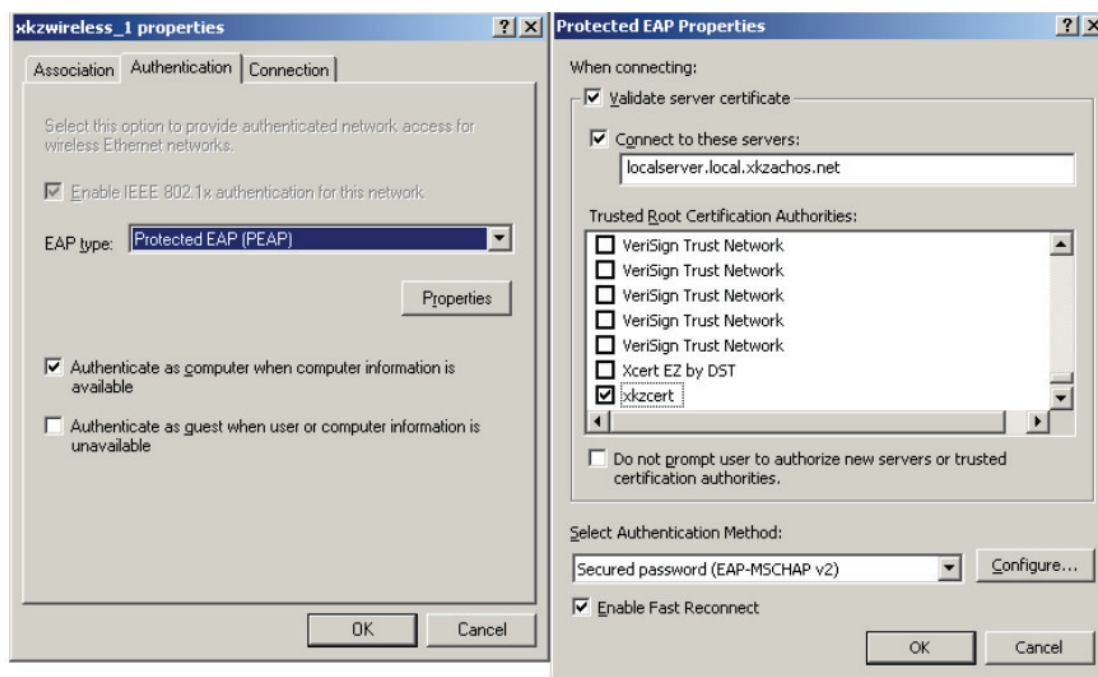 xkzwireless_1 properties
Association Authentication Connection
Select this option to provide authenticated network access for
wireless Ethernet networks.
Enable IEEE 802.1x authentication for this network
EAP type: Protected EAP (PEAP)
Properties
Authenticate as computer when computer information is
available
Authenticate as guest when user or computer information is
unavailable
OK Cancel
Protected EAP Properties
When connecting:
Validate server certificate
Connect to these servers:
localserver.local.xkzachos.net
Trusted Root Certification Authorities:
VeriSign Trust Network
VeriSign Trust Network
VeriSign Trust Network
VeriSign Trust Network
VeriSign Trust Network
Xcert EZ by DST
xkzcert
Do not prompt user to authorize new servers or trusted
certification authorities.
Select Authentication Method:
Secured password (EAP-MSCHAP v2) Configure...
Enable Fast Reconnect
OK Cancel